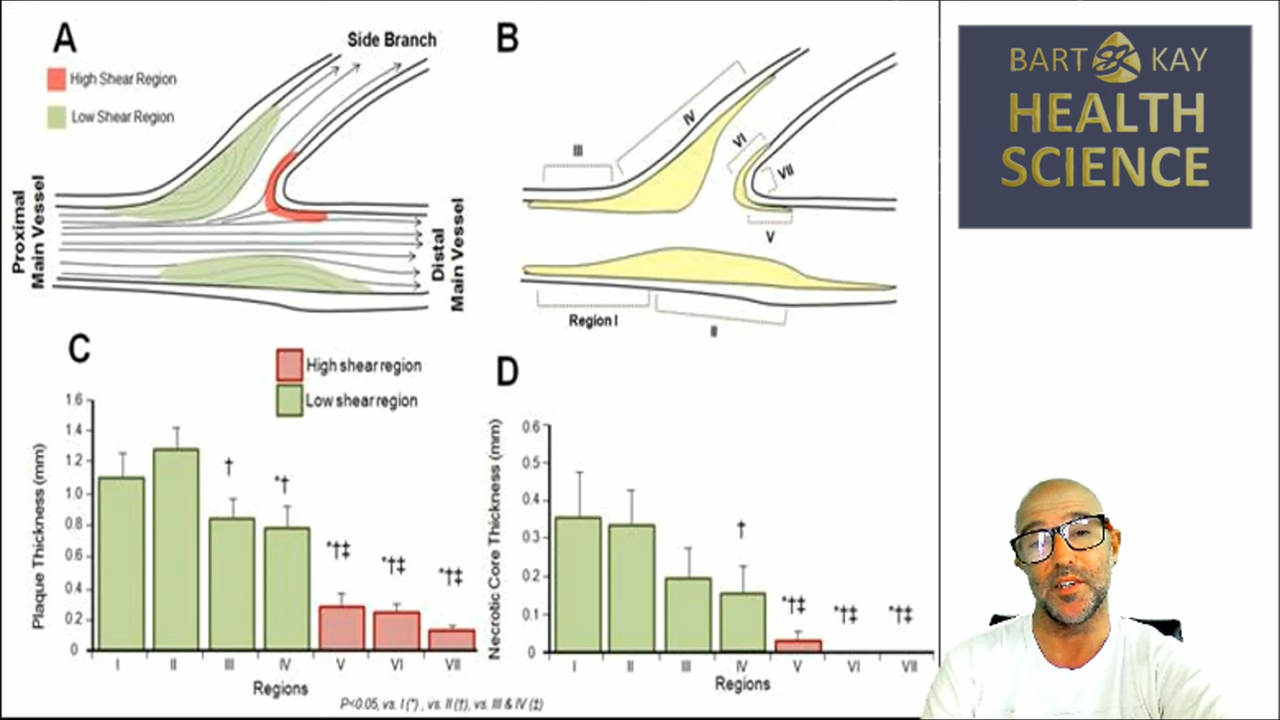 A
Side Branch
High Shear Region
Low Shear Region
Proximal
Main Vessel
Distal
Main Vessel
B
III
IV
VI
VII
V
Region I
II
C
High shear region
Low shear region
Plaque Thickness (mm)
1.6
1.4
1.2
1.0
0.8
0.6
0.4
0.2
0
†
*†
*†‡
*†‡
*†‡
I II III IV V VI VII
Regions
D
Necrotic Core Thickness (mm)
0.6
0.5
0.4
0.3
0.2
0.1
0
†
*†‡
*†‡
*†‡
I II III IV V VI VII
Regions
P<0.05, vs. I (*) , vs. II (†), vs. III & IV (‡)
BART KAY
HEALTH
SCIENCE